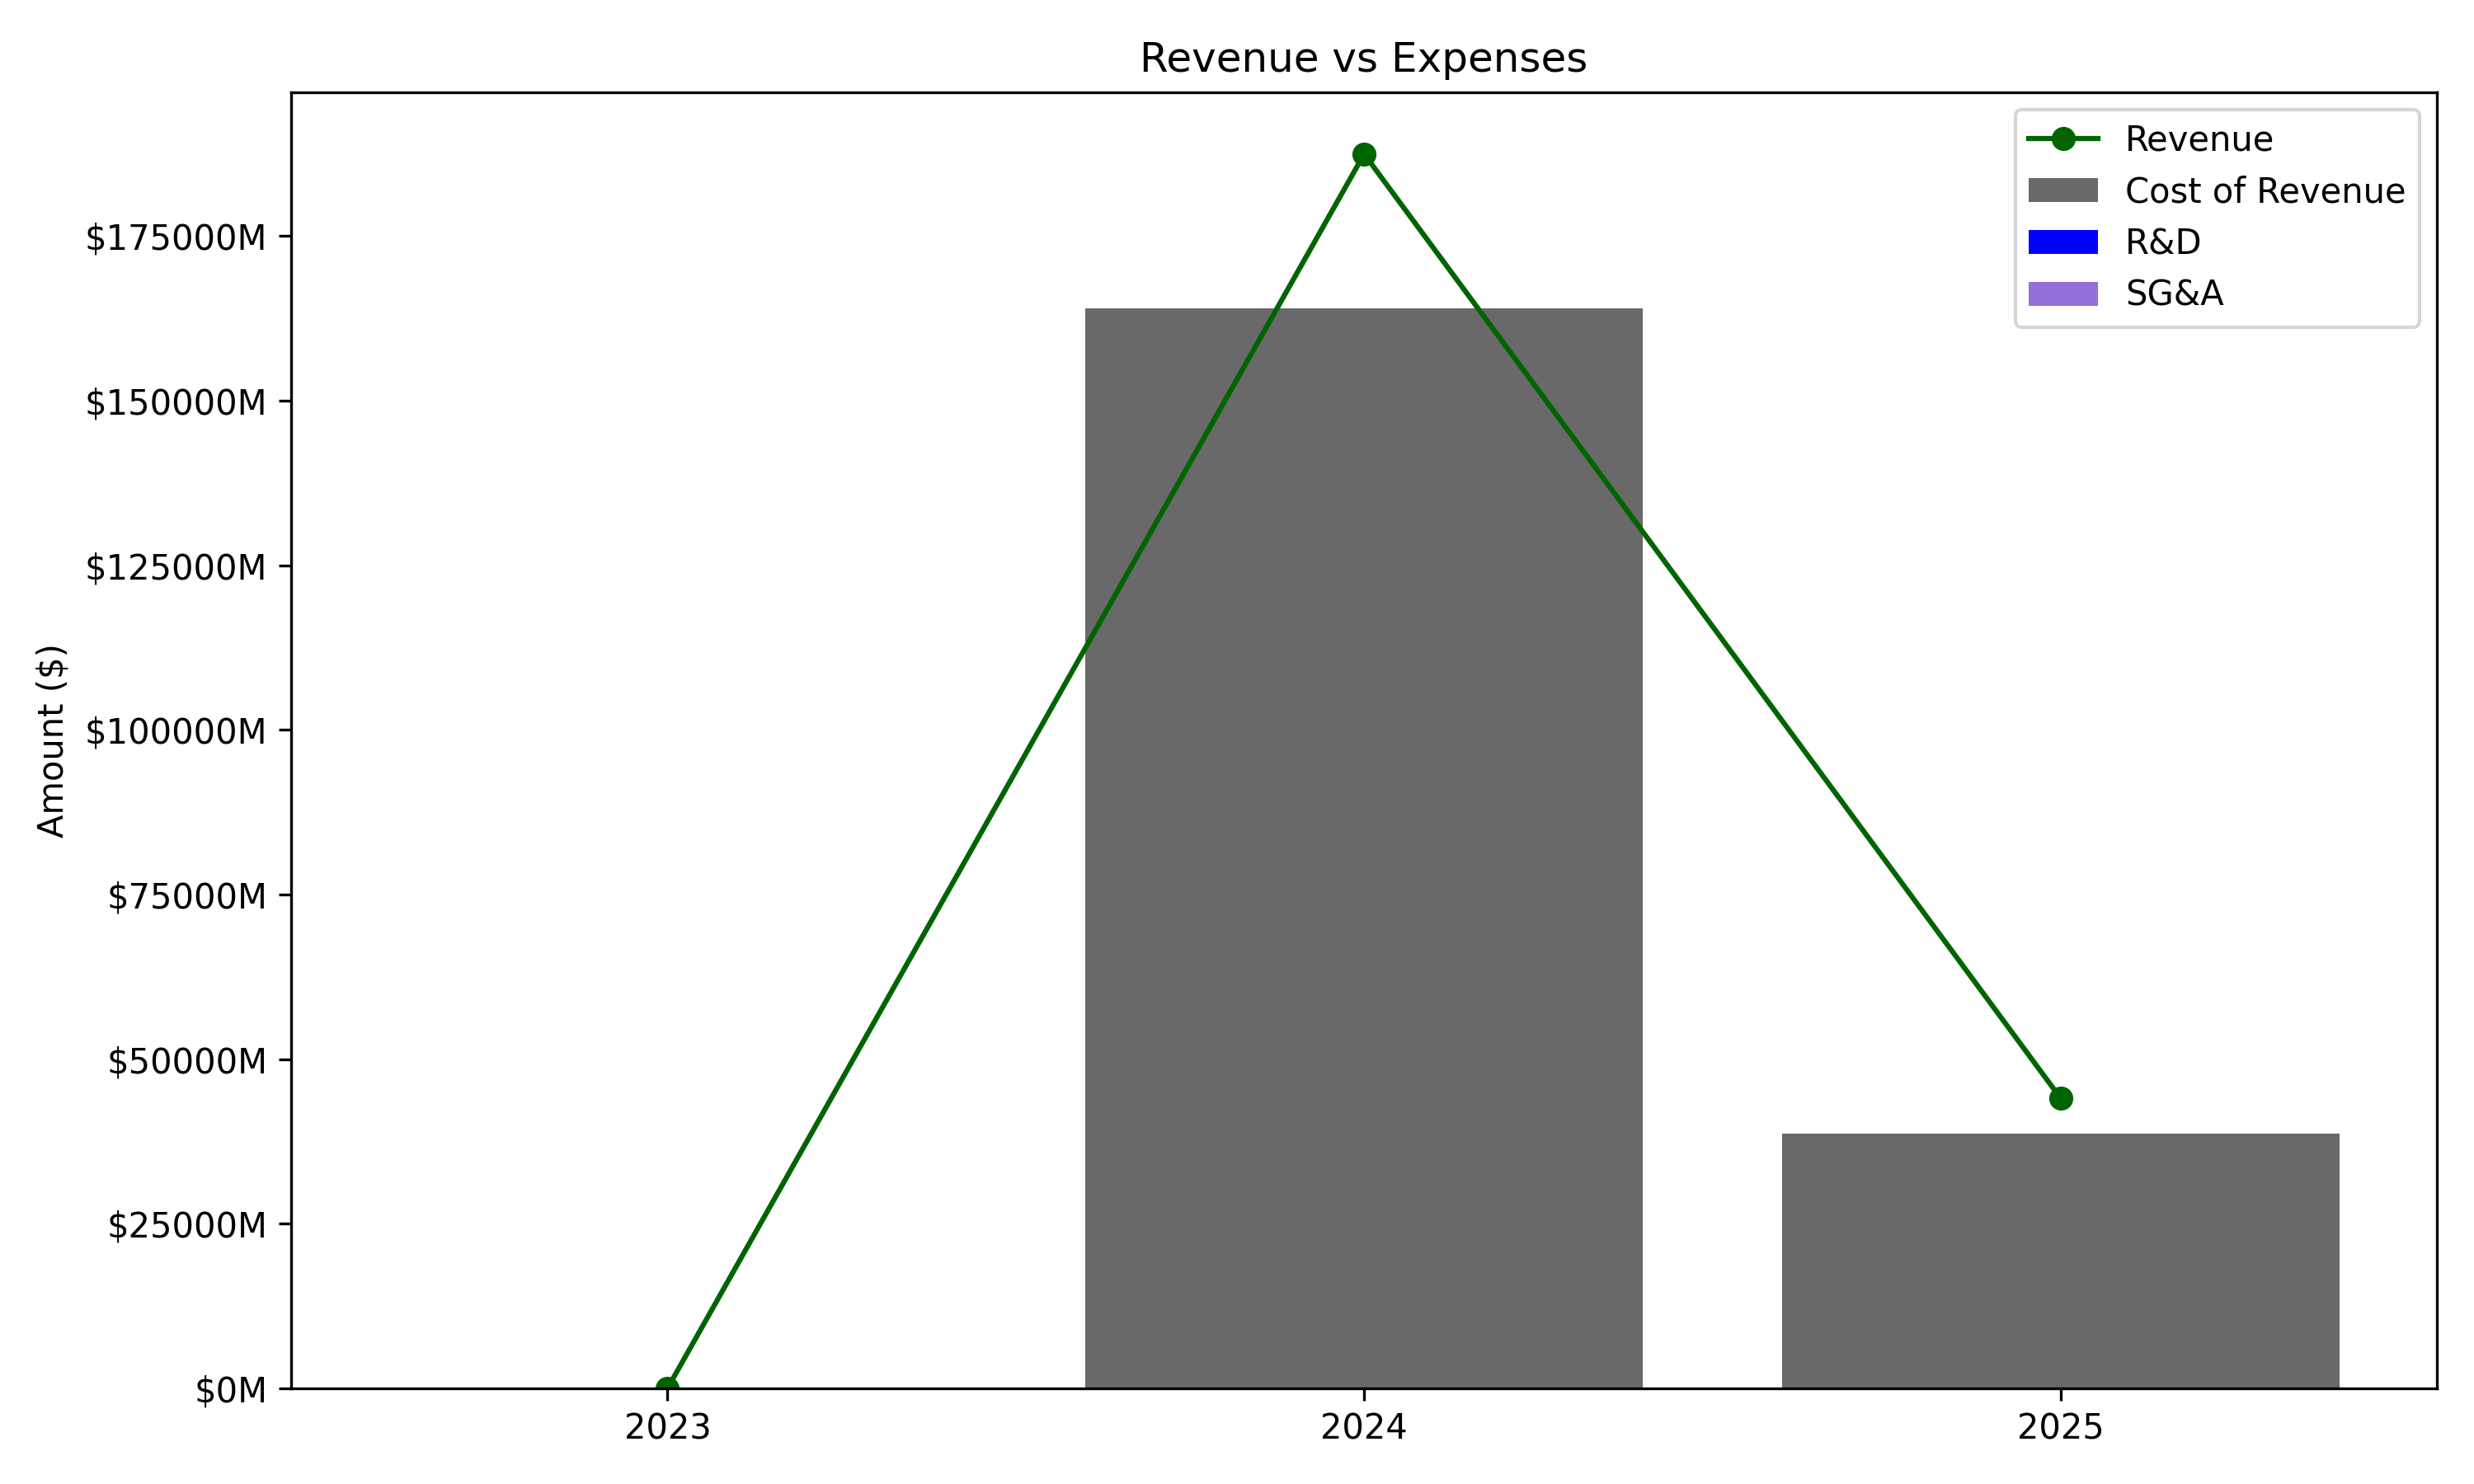 Revenue vs Expenses
Revenue
Cost of Revenue
R&D
SG&A
Amount ($)
$175000M
$150000M
$125000M
$100000M
$75000M
$50000M
$25000M
$0M
2023
2024
2025